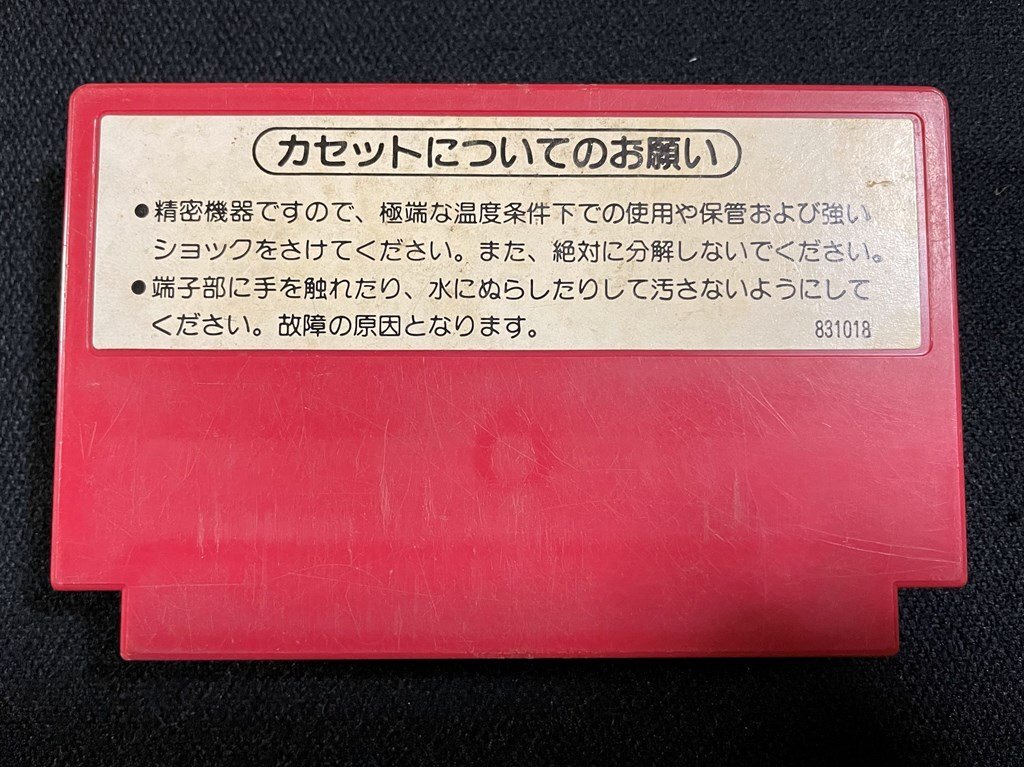 カセットについてのお願い
●精密機器ですので、極端な温度条件下での使用や保管および強い
ショックをさけてください。また、絶対に分解しないでください。
●端子部に手を触れたり、水にぬらしたりして汚さないようにして
ください。故障の原因となります。 831018